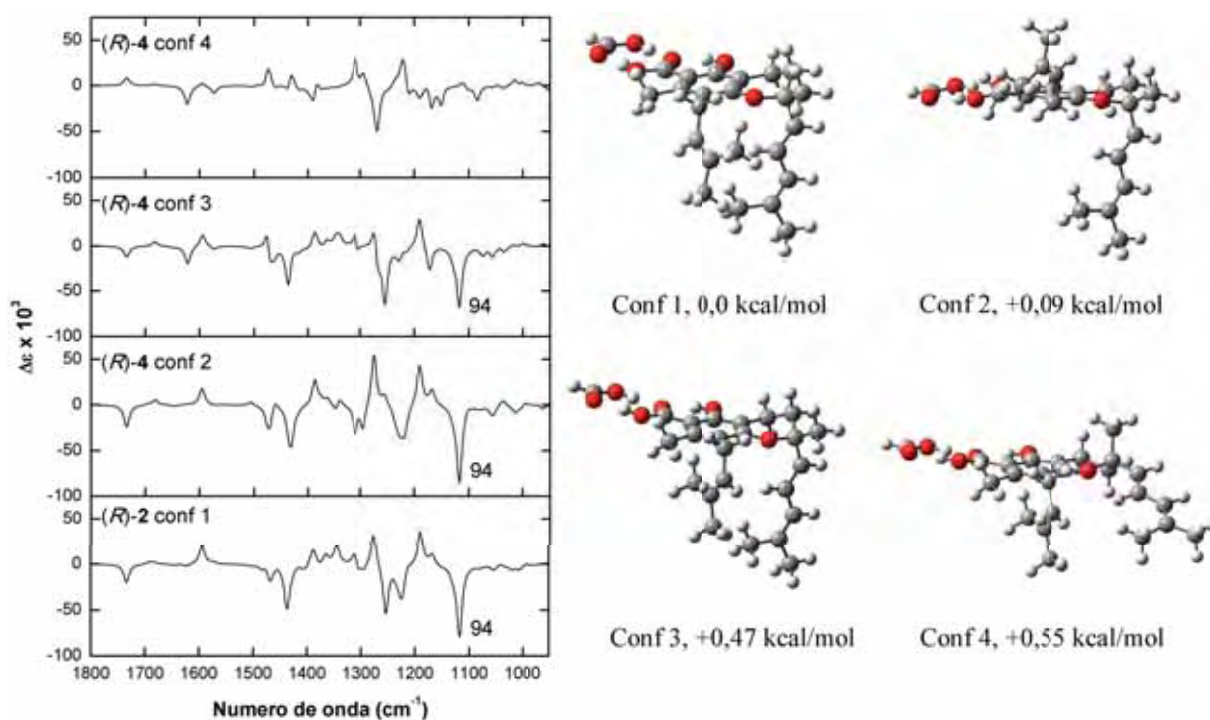 (R)-4 conf 4
50
0
-50
-100
(R)-4 conf 3
50
0
-50
-100
94
(R)-4 conf 2
50
0
-50
-100
94
(R)-2 conf 1
50
0
-50
-100
94
1800 1700 1600 1500 1400 1300 1200 1100 1000
Numero de onda (cm⁻¹)
Δε x 10³
Conf 1, 0,0 kcal/mol
Conf 2, +0,09 kcal/mol
Conf 3, +0,47 kcal/mol
Conf 4, +0,55 kcal/mol